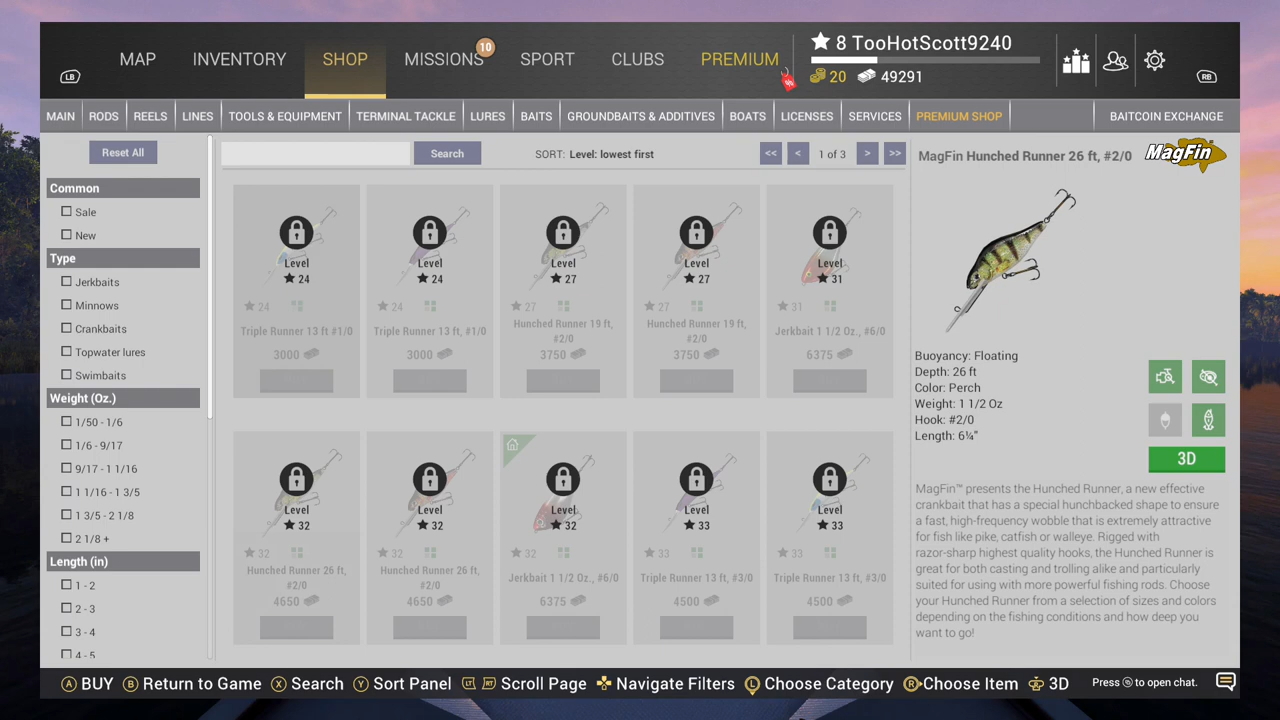 LB
MAP
INVENTORY
SHOP
MISSIONS
10
SPORT
CLUBS
PREMIUM
%
8 TooHotScott9240
20 49291
RB
MAIN
RODS
REELS
LINES
TOOLS & EQUIPMENT
TERMINAL TACKLE
LURES
BAITS
GROUNDBAITS & ADDITIVES
BOATS
LICENSES
SERVICES
PREMIUM SHOP
BAITCOIN EXCHANGE
Reset All
Common
Sale
New
Type
Jerkbaits
Minnows
Crankbaits
Topwater lures
Swimbaits
Weight (Oz.)
1/50 - 1/6
1/6 - 9/17
9/17 - 1 1/16
1 1/16 - 1 3/5
1 3/5 - 2 1/8
2 1/8 +
Length (in)
1 - 2
2 - 3
3 - 4
4 - 5
Search
SORT: Level: lowest first
<<
<
1 of 3
>
>>
Level
24
24
Triple Runner 13 ft #1/0
3000
Level
24
24
Triple Runner 13 ft, #1/0
3000
Level
27
27
Hunched Runner 19 ft,
#2/0
3750
Level
27
27
Hunched Runner 19 ft,
#2/0
3750
Level
31
31
Jerkbait 1 1/2 Oz., #6/0
6375
Level
32
32
Hunched Runner 26 ft,
#2/0
4650
Level
32
32
Hunched Runner 26 ft,
#2/0
4650
Level
32
32
Jerkbait 1 1/2 Oz., #6/0
6375
Level
33
33
Triple Runner 13 ft, #3/0
4500
Level
33
33
Triple Runner 13 ft, #3/0
4500
MagFin Hunched Runner 26 ft, #2/0
MagFin
Buoyancy: Floating
Depth: 26 ft
Color: Perch
Weight: 1 1/2 Oz
Hook: #2/0
Length: 6¼"
3D
MagFin™ presents the Hunched Runner, a new effective
crankbait that has a special hunchbacked shape to ensure
a fast, high-frequency wobble that is extremely attractive
for fish like pike, catfish or walleye. Rigged with
razor-sharp highest quality hooks, the Hunched Runner is
great for both casting and trolling alike and particularly
suited for using with more powerful fishing rods. Choose
your Hunched Runner from a selection of sizes and colors
depending on the fishing conditions and how deep you
want to go!
A BUY
B Return to Game
X Search
Y Sort Panel
LT RT Scroll Page
Navigate Filters
L Choose Category
R Choose Item
3D
Press to open chat.